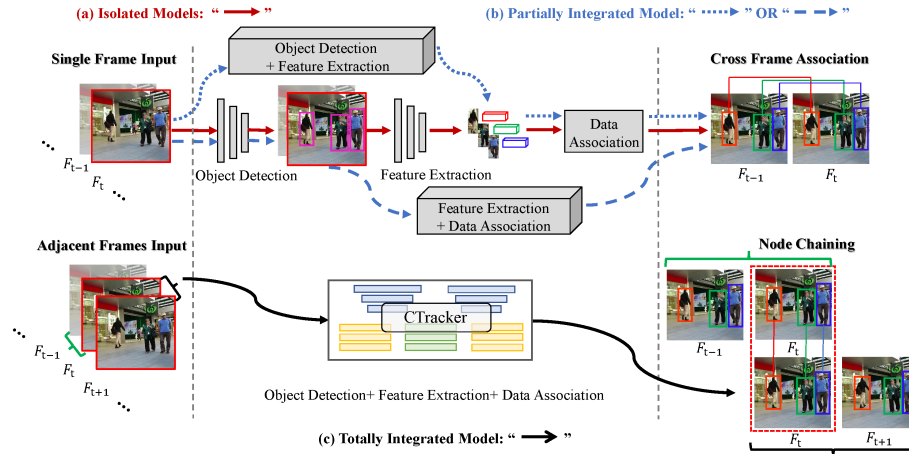 (a) Isolated Models: “ ”
(b) Partially Integrated Model: “ ” OR “ ”
Single Frame Input
Object Detection
+ Feature Extraction
Cross Frame Association
Data
Association
F_{t-1}
F_t
Object Detection
Feature Extraction
F_{t-1}
F_t
Feature Extraction
+ Data Association
Adjacent Frames Input
Node Chaining
CTracker
F_{t-1}
F_t
F_{t+1}
F_{t-1}
F_t
Object Detection+ Feature Extraction+ Data Association
(c) Totally Integrated Model: “ ”
F_t
F_{t+1}